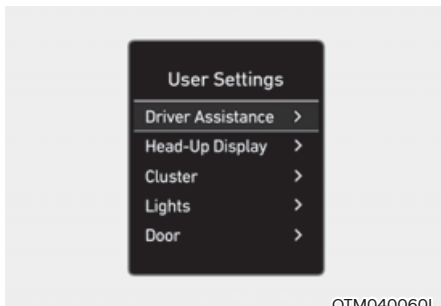 User Settings
Driver Assistance >
Head-Up Display >
Cluster >
Lights >
Door >
OTM040060L